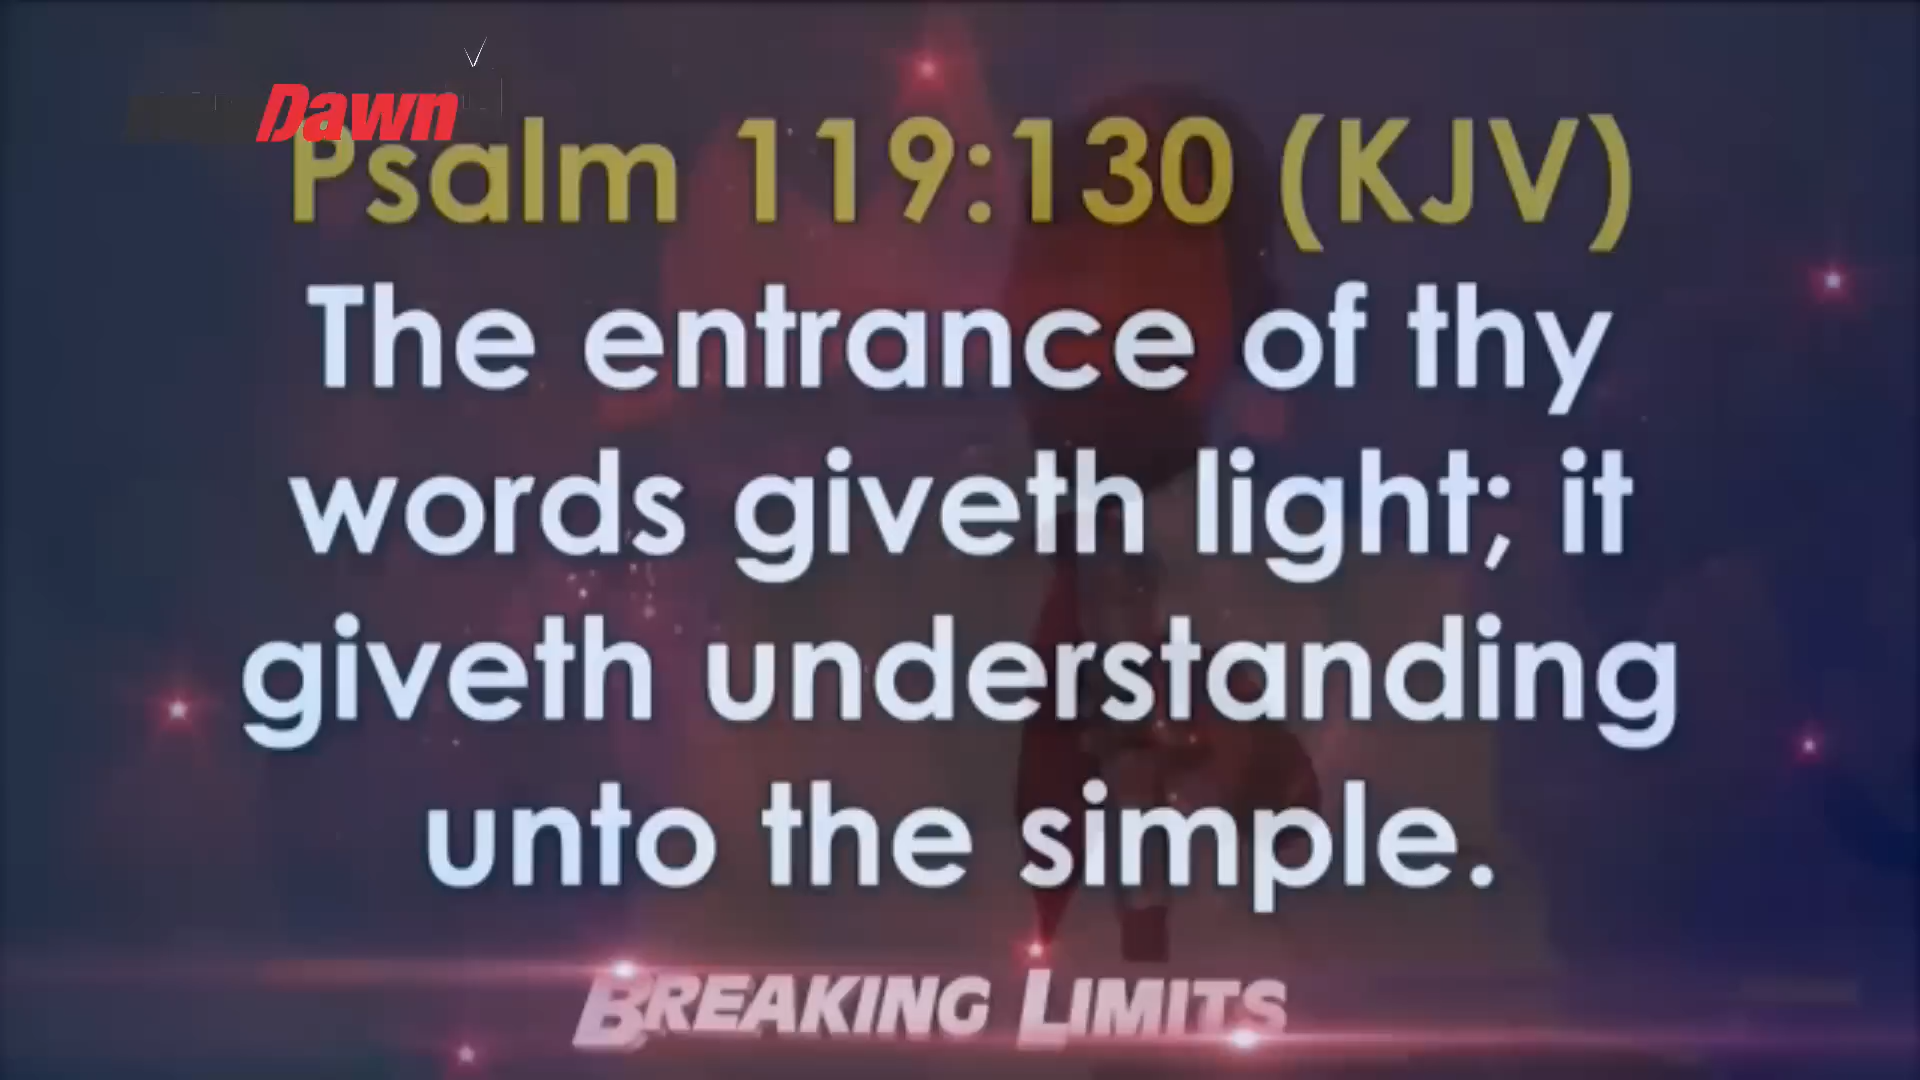 Dawn
Psalm 119:130 (KJV)
The entrance of thy
words giveth light; it
giveth understanding
unto the simple.
BREAKING LIMITS